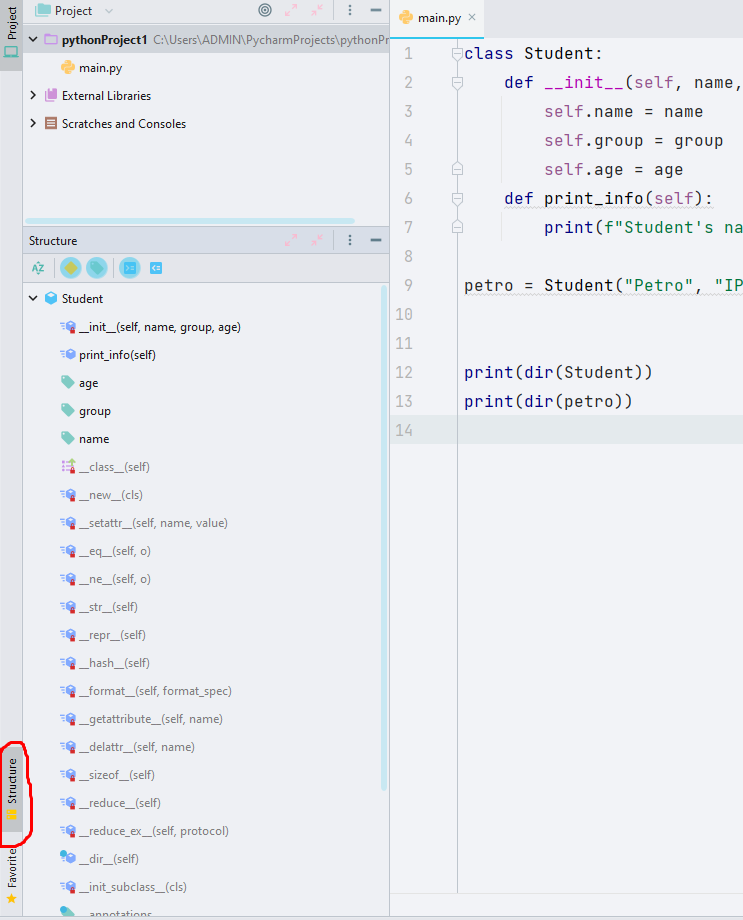 Project
Project
pythonProject1 C:\Users\ADMIN\PycharmProjects\pythonPr
main.py
External Libraries
Scratches and Consoles
Structure
AZ
Student
__init__(self, name, group, age)
print_info(self)
age
group
name
__class__(self)
__new__(cls)
__setattr__(self, name, value)
__eq__(self, o)
__ne__(self, o)
__str__(self)
__repr__(self)
__hash__(self)
__format__(self, format_spec)
__getattribute__(self, name)
__delattr__(self, name)
__sizeof__(self)
__reduce__(self)
__reduce_ex__(self, protocol)
__dir__(self)
__init_subclass__(cls)
__annotations
Structure
Favorite
main.py
1 class Student:
2 def __init__(self, name,
3 self.name = name
4 self.group = group
5 self.age = age
6 def print_info(self):
7 print(f"Student's na
8
9 petro = Student("Petro", "IP
10
11
12 print(dir(Student))
13 print(dir(petro))
14